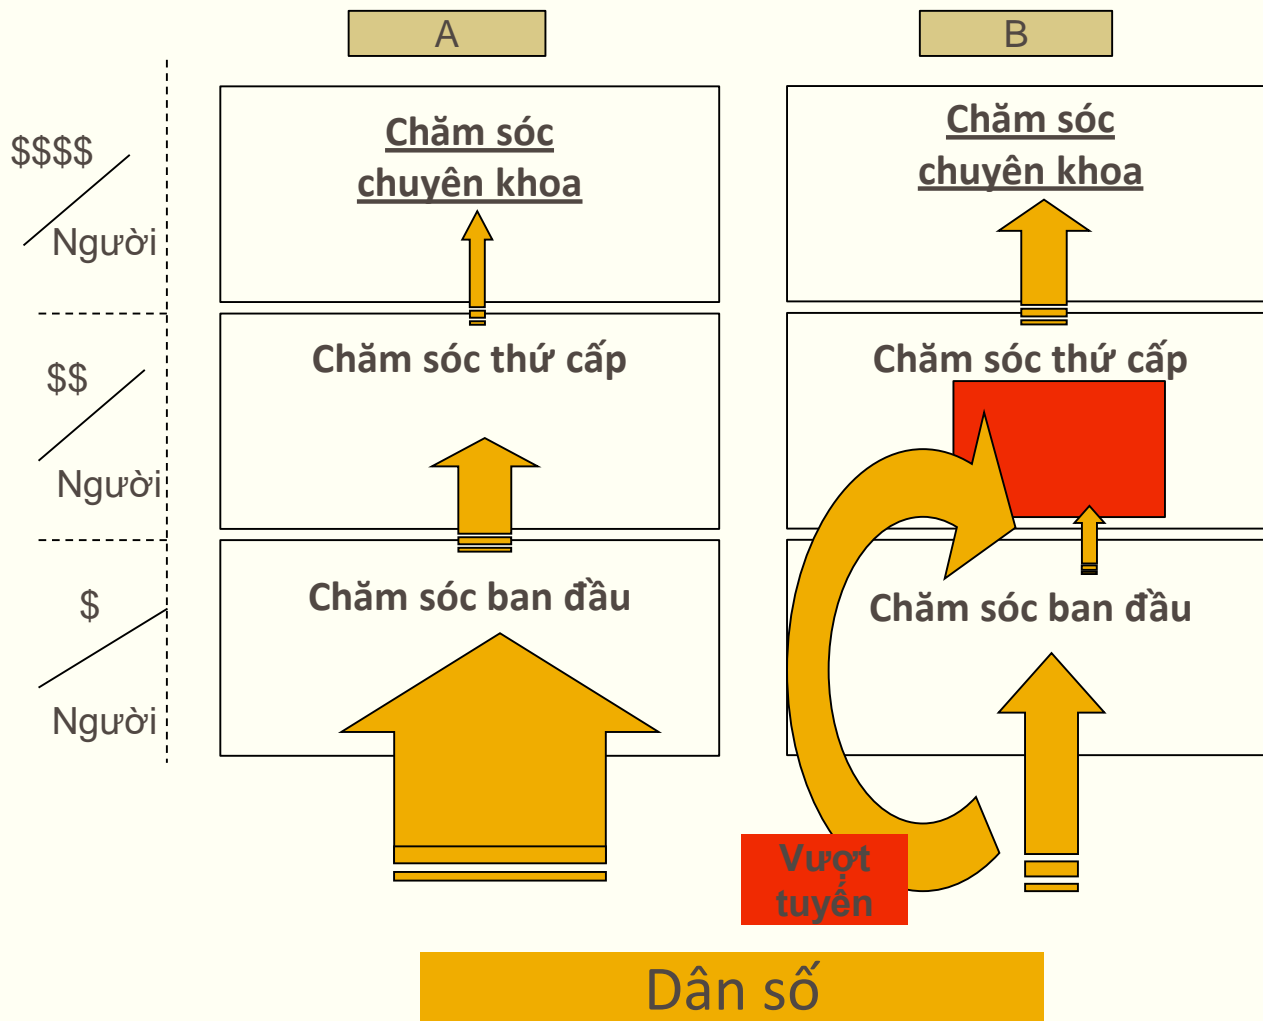 A
B
$$$$
Người
Chăm sóc
chuyên khoa
Chăm sóc
chuyên khoa
$$
Người
Chăm sóc thứ cấp
Chăm sóc thứ cấp
$
Người
Chăm sóc ban đầu
Chăm sóc ban đầu
Vượt
tuyến
Dân số